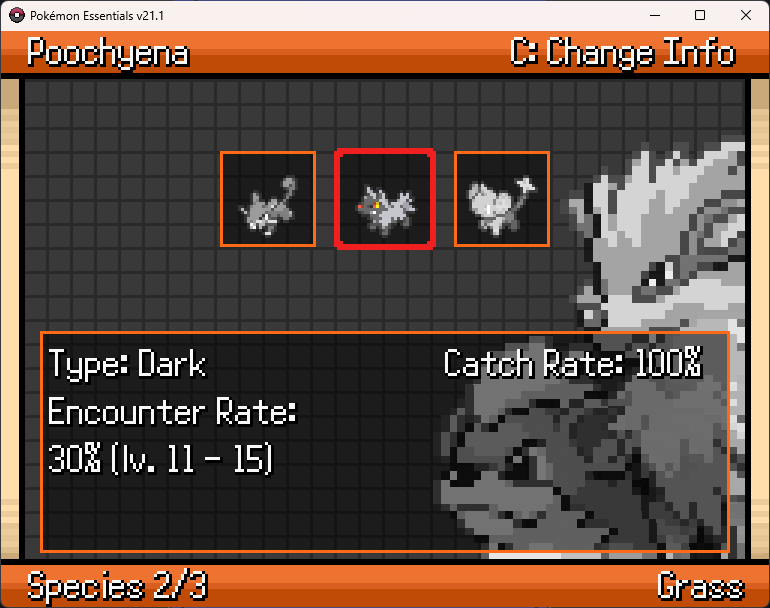 Pokémon Essentials v21.1
Poochyena
C: Change Info
Type: Dark
Catch Rate: 100%
Encounter Rate:
30% (lv. 11 - 15)
Species 2/3
Grass